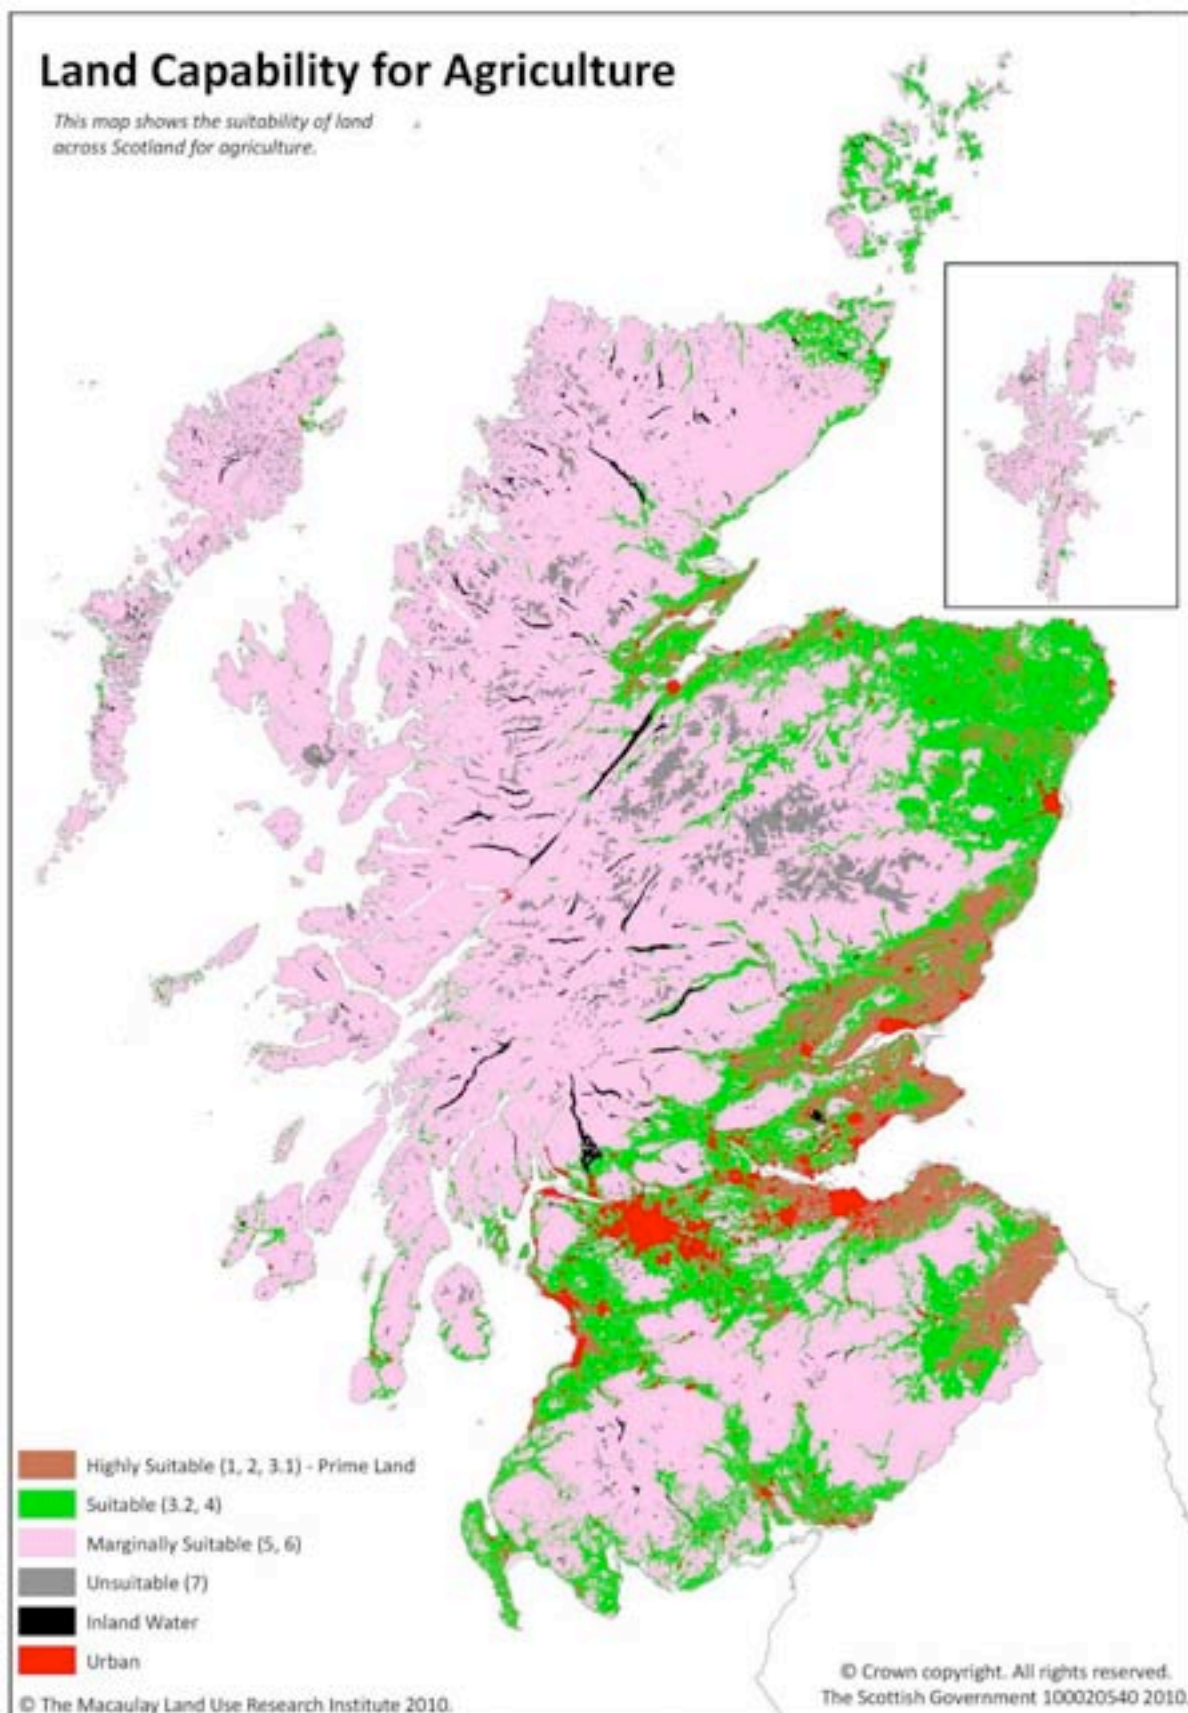 Land Capability for Agriculture
This map shows the suitability of land
across Scotland for agriculture.
Highly Suitable (1, 2, 3.1) - Prime Land
Suitable (3.2, 4)
Marginally Suitable (5, 6)
Unsuitable (7)
Inland Water
Urban
© Crown copyright. All rights reserved.
The Scottish Government 100020540 2010.
© The Macaulay Land Use Research Institute 2010.